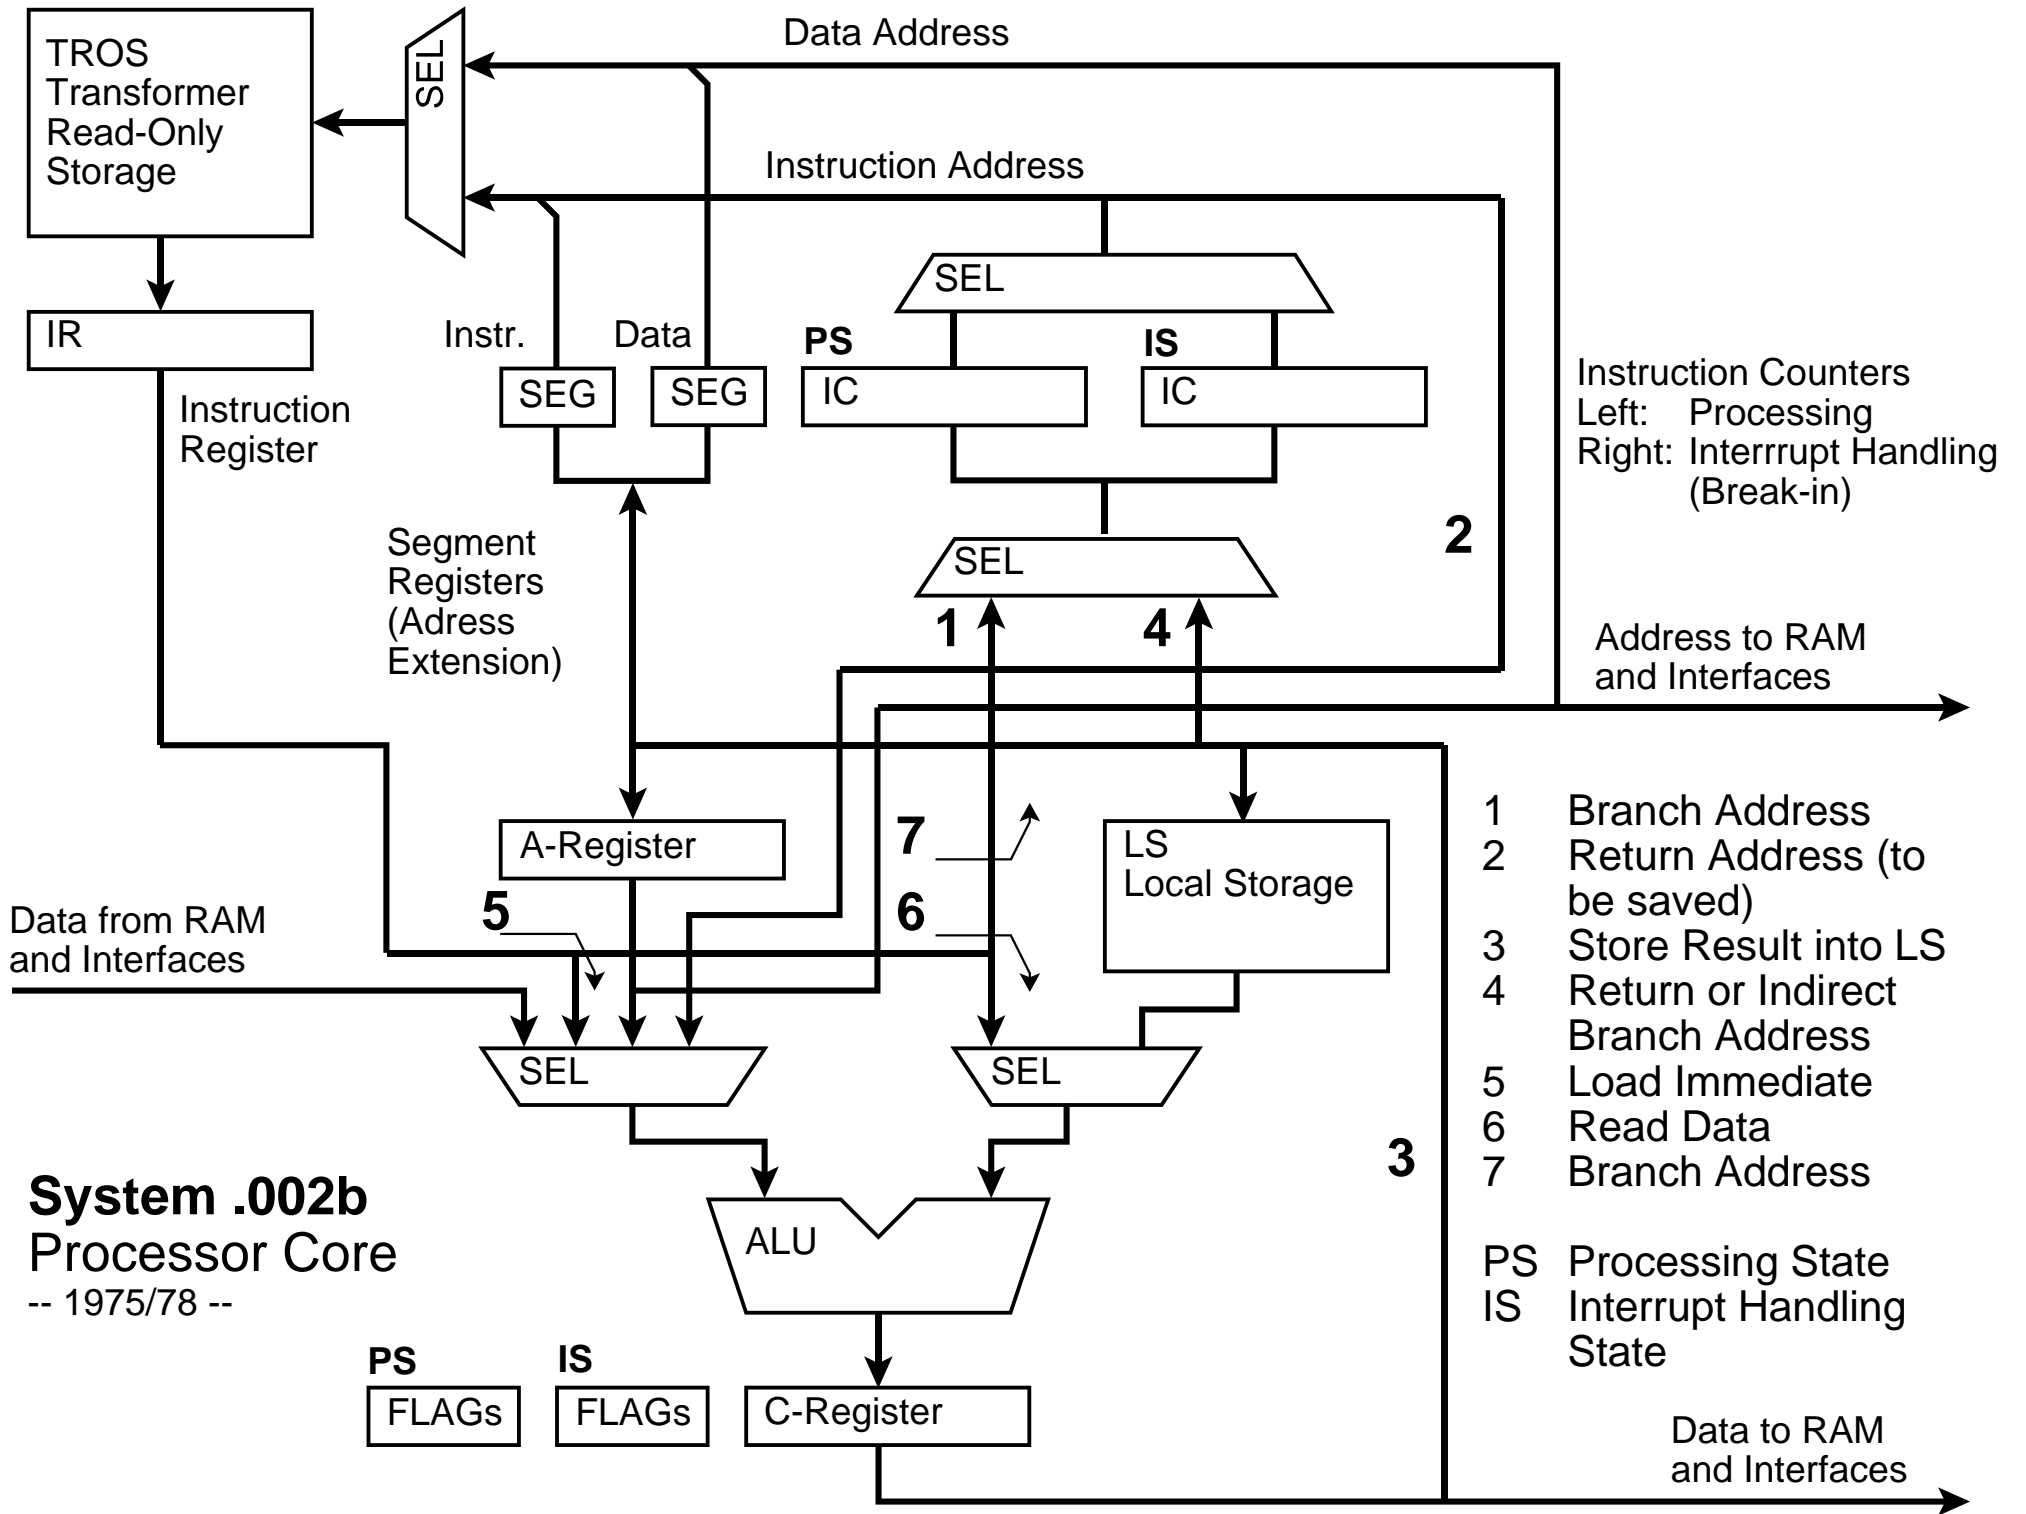 Data Address
TROS
Transformer
Read-Only
Storage
SEL
Instruction Address
SEL
IR
Instr.
Data
PS
IS
SEG
SEG
IC
IC
Instruction
Register
Instruction Counters
Left: Processing
Right: Interrrupt Handling
(Break-in)
Segment
Registers
(Adress
Extension)
2
SEL
1
4
Address to RAM
and Interfaces
A-Register
7
LS
Local Storage
5
6
Data from RAM
and Interfaces
SEL
SEL
3
1 Branch Address
2 Return Address (to
be saved)
3 Store Result into LS
4 Return or Indirect
Branch Address
5 Load Immediate
6 Read Data
7 Branch Address
PS Processing State
IS Interrupt Handling
State
System .002b
Processor Core
-- 1975/78 --
ALU
PS
IS
FLAGs
FLAGs
C-Register
Data to RAM
and Interfaces